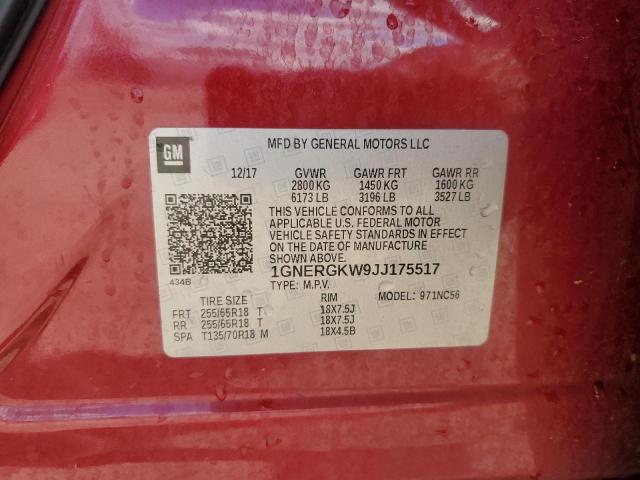 GM
MFD BY GENERAL MOTORS LLC
12/17 GVWR GAWR FRT GAWR RR
2800 KG 1450 KG 1600 KG
6173 LB 3196 LB 3527 LB
THIS VEHICLE CONFORMS TO ALL
APPLICABLE U.S. FEDERAL MOTOR
VEHICLE SAFETY STANDARDS IN EFFECT
ON THE DATE OF MANUFACTURE
SHOWN ABOVE.
434B 1GNERGKW9JJ175517
TYPE: M.P.V. MODEL: 971NC56
TIRE SIZE RIM
FRT 255/65R18 T 18X7.5J
RR 255/65R18 T 18X7.5J
SPA T135/70R18 M 18X4.5B